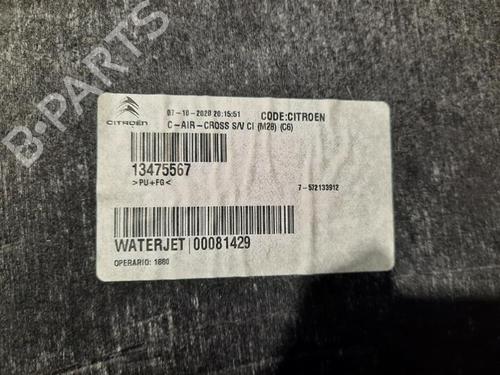 B-PARTS
CITROËN
07-10-2020 20:15:51 CODE:CITROEN
C-AIR-CROSS S/V CI (M28) (C6)
13475567
>PU+FG<
7-572133912
WATERJET 00081429
OPERARIO: 1880